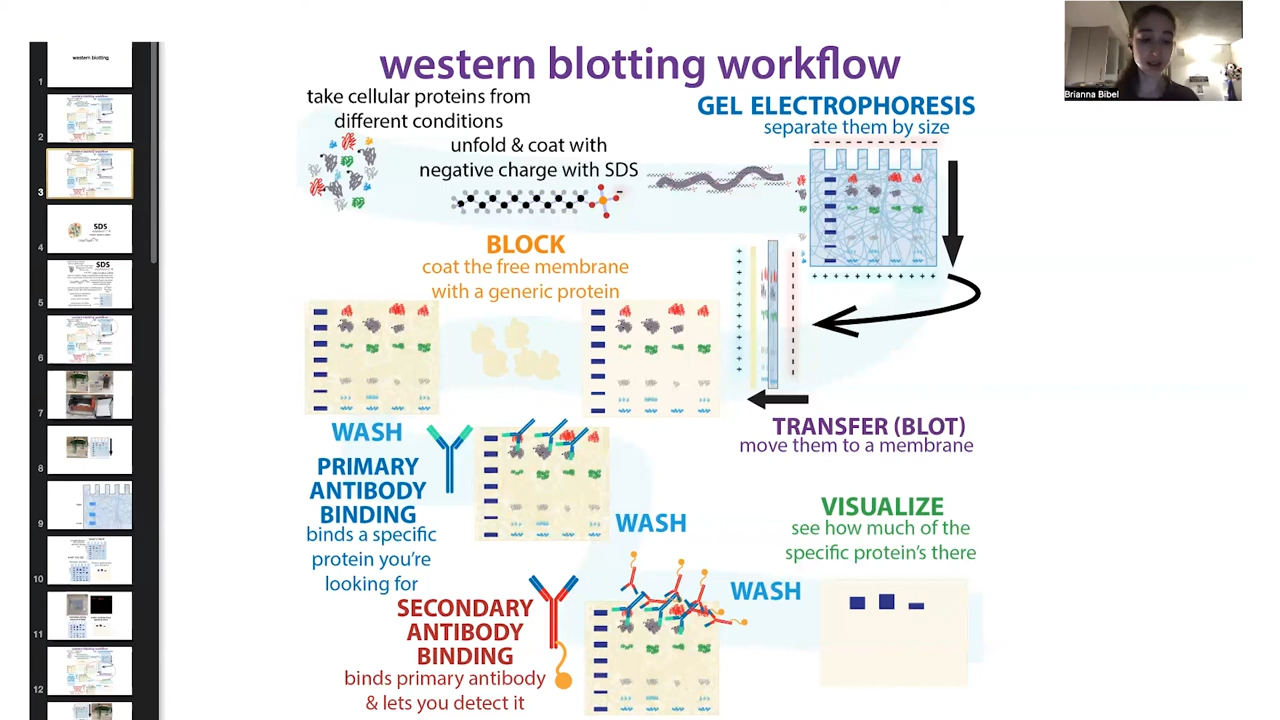 western blotting workflow
take cellular proteins from
different conditions
unfold & coat with
negative charge with SDS
GEL ELECTROPHORESIS
separate them by size
BLOCK
coat the free membrane
with a generic protein
TRANSFER (BLOT)
move them to a membrane
WASH
PRIMARY
ANTIBODY
BINDING
binds a specific
protein you're
looking for
WASH
SECONDARY
ANTIBODY
BINDING
binds primary antibody
& lets you detect it
WASH
VISUALIZE
see how much of the
specific protein's there
Brianna Bibel
western blotting
1
2
3
4
SDS
5
SDS
6
7
8
9
10
11
12